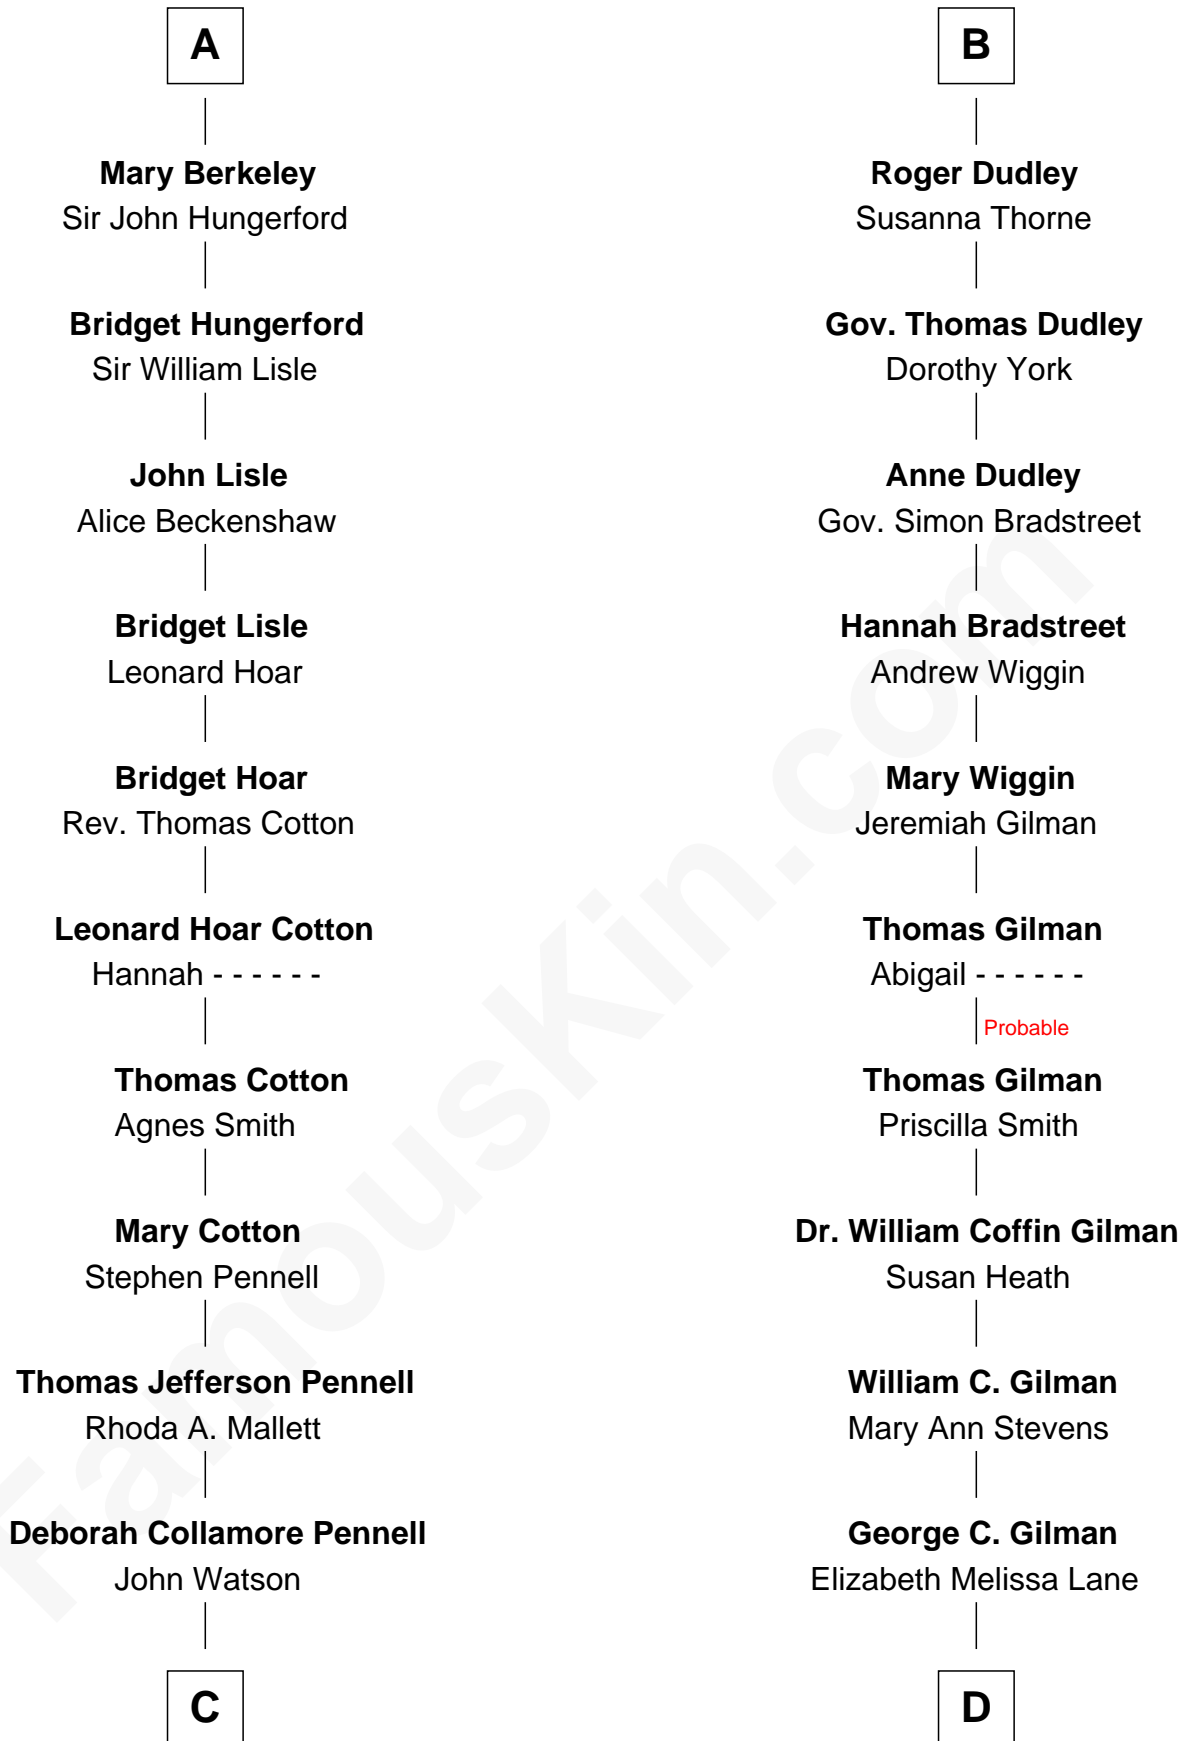 A
Mary Berkeley
Sir John Hungerford
Bridget Hungerford
Sir William Lisle
John Lisle
Alice Beckenshaw
Bridget Lisle
Leonard Hoar
Bridget Hoar
Rev. Thomas Cotton
Leonard Hoar Cotton
Hannah - - - - - -
Thomas Cotton
Agnes Smith
Mary Cotton
Stephen Pennell
Thomas Jefferson Pennell
Rhoda A. Mallett
Deborah Collamore Pennell
John Watson
C
B
Roger Dudley
Susanna Thorne
Gov. Thomas Dudley
Dorothy York
Anne Dudley
Gov. Simon Bradstreet
Hannah Bradstreet
Andrew Wiggin
Mary Wiggin
Jeremiah Gilman
Thomas Gilman
Abigail - - - - - -
Probable
Thomas Gilman
Priscilla Smith
Dr. William Coffin Gilman
Susan Heath
William C. Gilman
Mary Ann Stevens
George C. Gilman
Elizabeth Melissa Lane
D
FamousKin.com